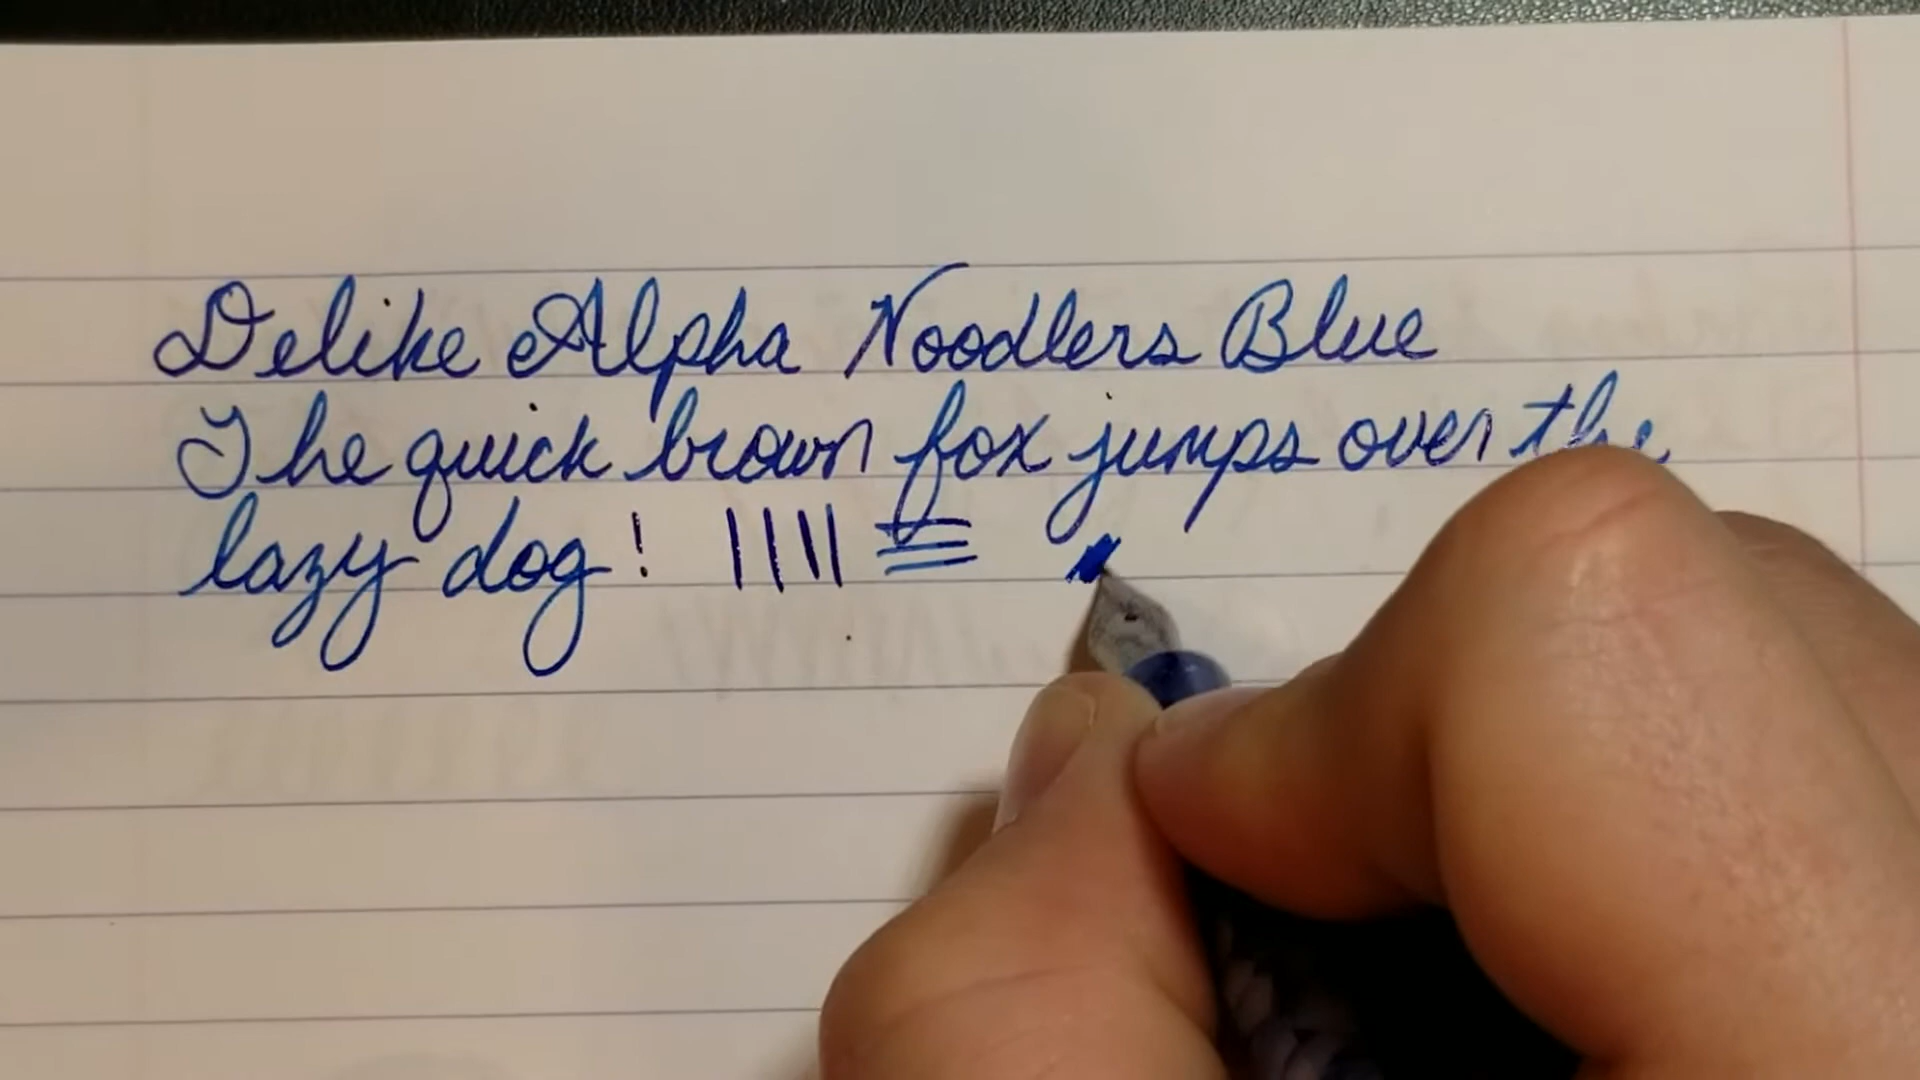 Delike Alpha Noodlers Blue
The quick brown fox jumps over the
lazy dog!